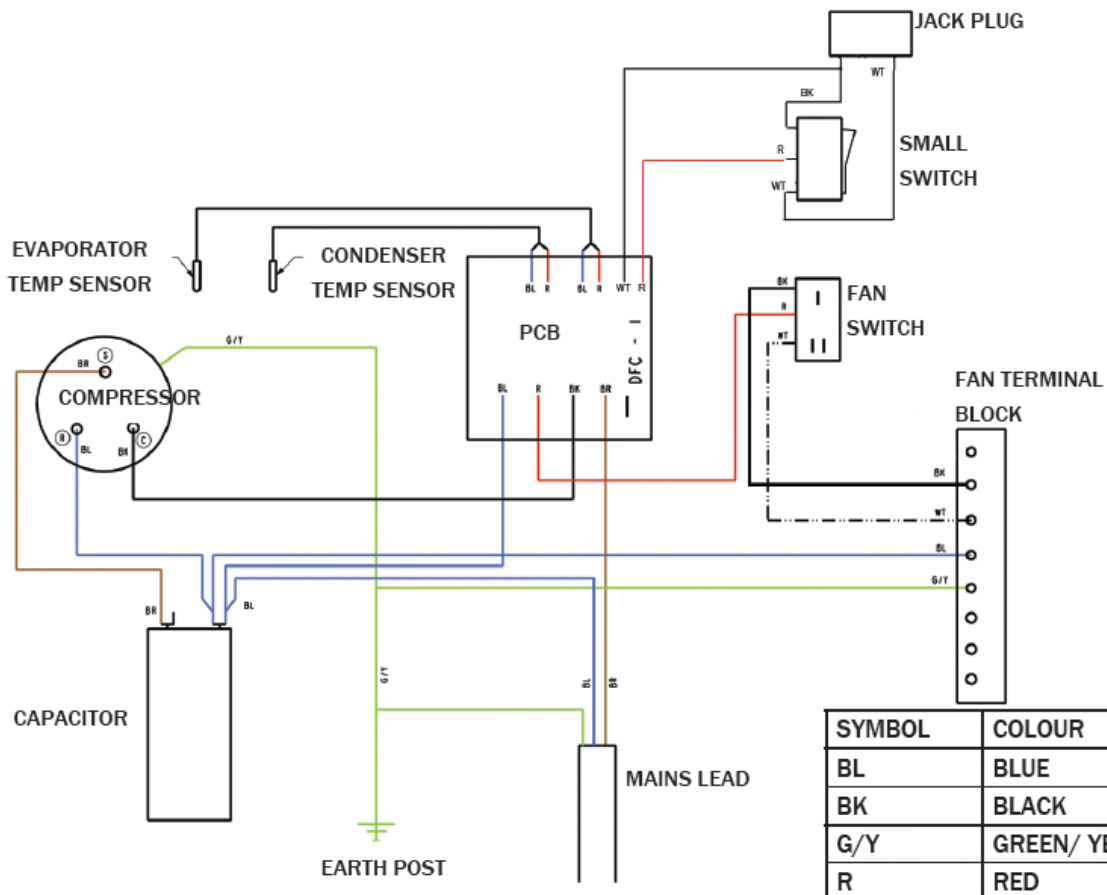 JACK PLUG
WT
BK
SMALL
SWITCH
R
WT
EVAPORATOR
TEMP SENSOR
CONDENSER
TEMP SENSOR
BL R BL R WT R
PCB
DFC - I
BL R BK BR
BK
R
WT
I
II
FAN
SWITCH
G/Y
BR
S
COMPRESSOR
R
BL
BK
C
FAN TERMINAL
BLOCK
BK
WT
BL
G/Y
BR
BL
G/Y
BL
BR
CAPACITOR
MAINS LEAD
EARTH POST
SYMBOL COLOUR
BL BLUE
BK BLACK
G/Y GREEN/ YE
R RED